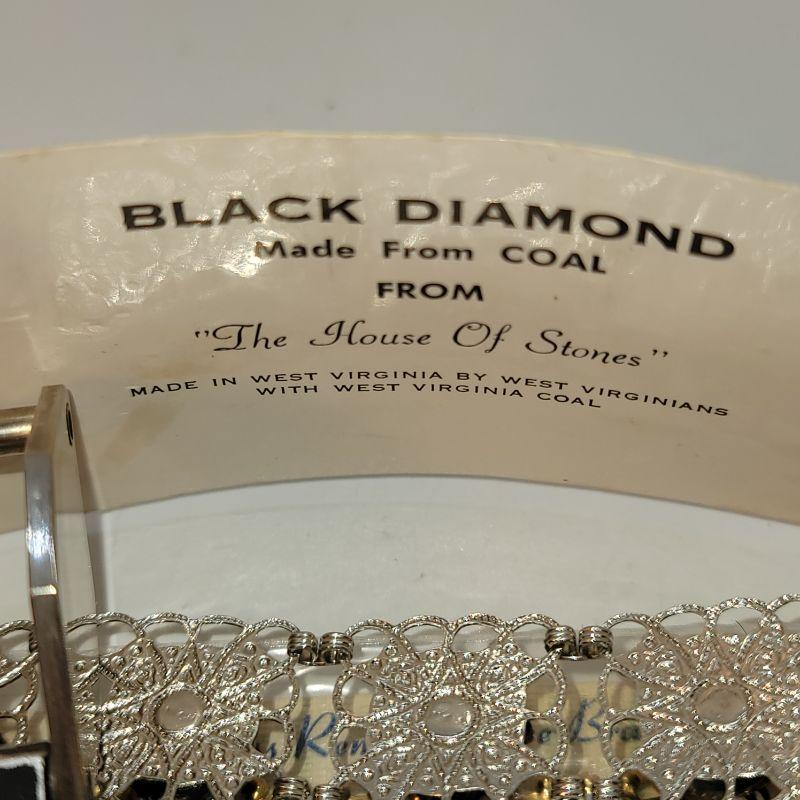 BLACK DIAMOND
Made From COAL
FROM
"The House Of Stones"
MADE IN WEST VIRGINIA BY WEST VIRGINIANS
WITH WEST VIRGINIA COAL